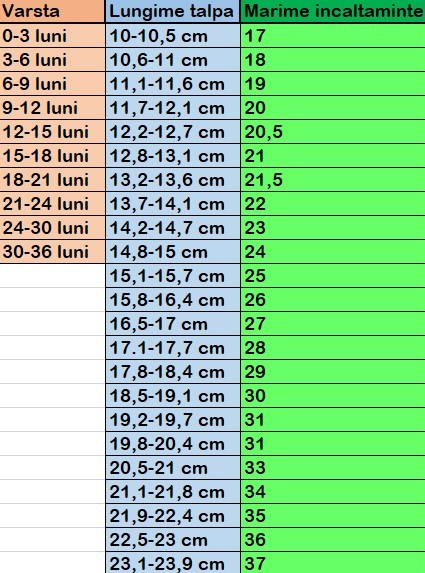 Varsta Lungime talpa Marime incaltaminte
0-3 luni 10-10,5 cm 17
3-6 luni 10,6-11 cm 18
6-9 luni 11,1-11,6 cm 19
9-12 luni 11,7-12,1 cm 20
12-15 luni 12,2-12,7 cm 20,5
15-18 luni 12,8-13,1 cm 21
18-21 luni 13,2-13,6 cm 21,5
21-24 luni 13,7-14,1 cm 22
24-30 luni 14,2-14,7 cm 23
30-36 luni 14,8-15 cm 24
15,1-15,7 cm 25
15,8-16,4 cm 26
16,5-17 cm 27
17.1-17,7 cm 28
17,8-18,4 cm 29
18,5-19,1 cm 30
19,2-19,7 cm 31
19,8-20,4 cm 31
20,5-21 cm 33
21,1-21,8 cm 34
21,9-22,4 cm 35
22,5-23 cm 36
23,1-23,9 cm 37